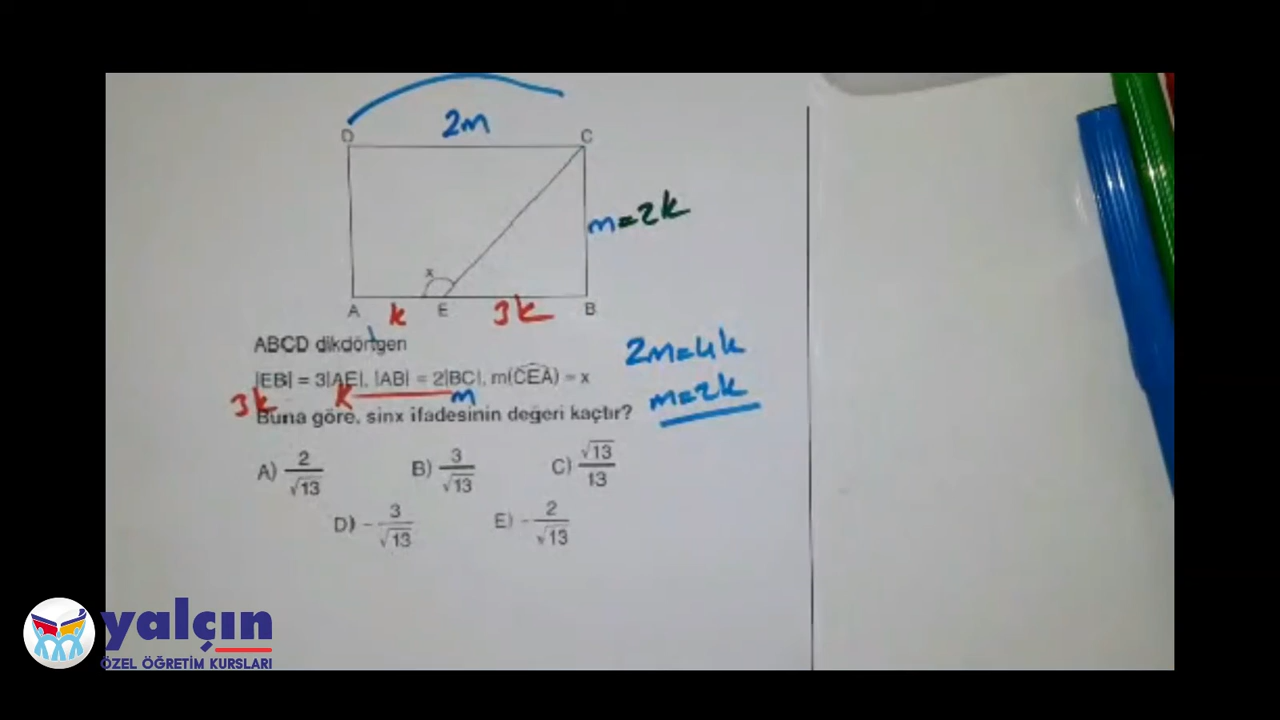 2m
D C
m=2k
x
A k E 3k B
ABCD dikdörtgen
2m=4k
|EB| = 3|AE|, |AB| = 2|BC|, m(CEA) = x
3k k m m=2k
Buna göre, sinx ifadesinin değeri kaçtır?
A) 2/√13 B) 3/√13 C) √13/13
D) -3/√13 E) -2/√13
yalçın
ÖZEL ÖĞRETİM KURSLARI